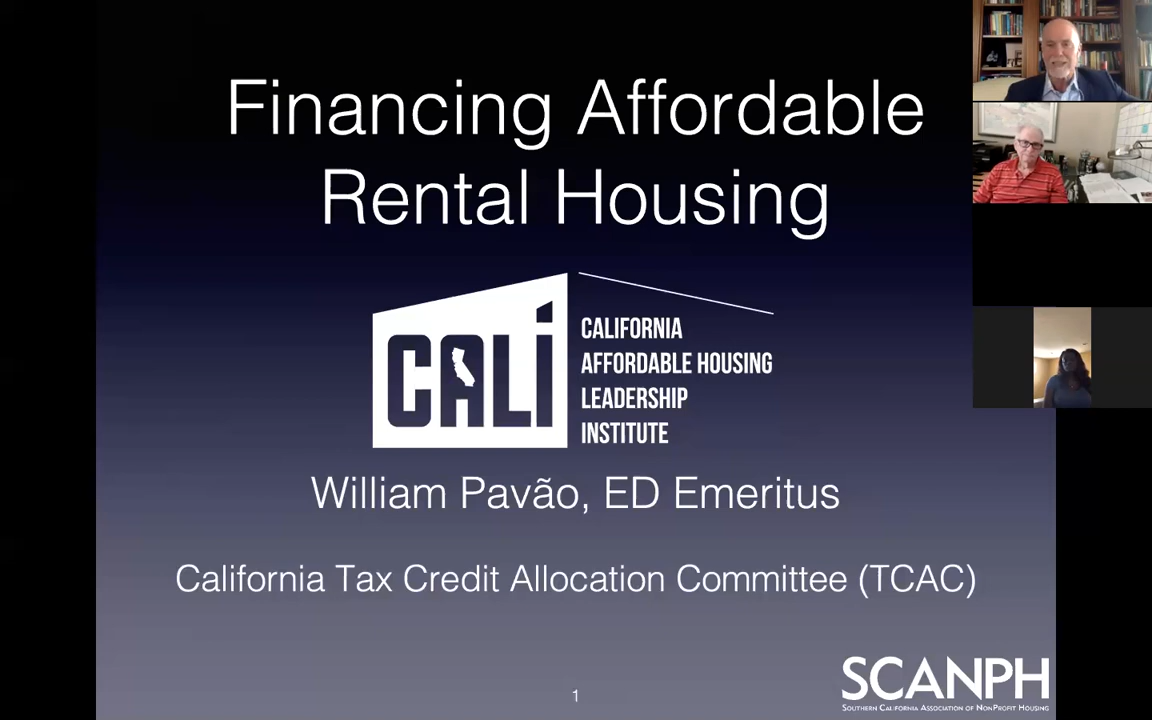 Financing Affordable
Rental Housing
CALI
CALIFORNIA
AFFORDABLE HOUSING
LEADERSHIP
INSTITUTE
William Pavão, ED Emeritus
California Tax Credit Allocation Committee (TCAC)
1
SCANPH
SOUTHERN CALIFORNIA ASSOCIATION OF NONPROFIT HOUSING